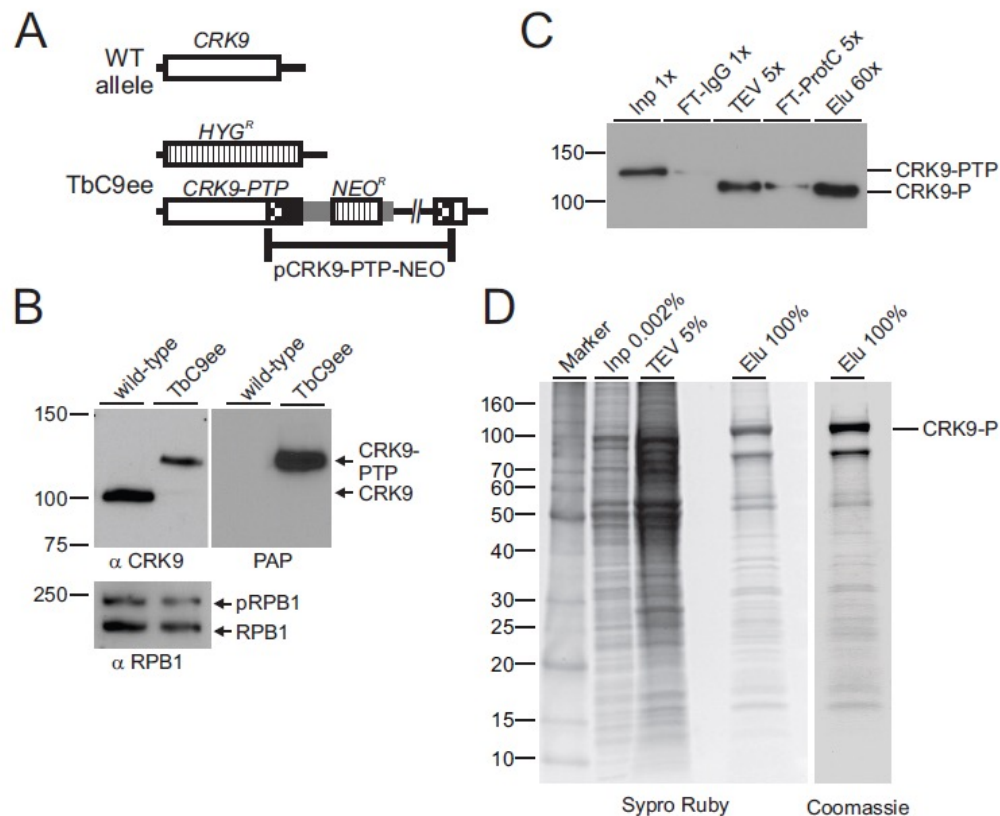 A
WT
allele
CRK9
HYG^R
TbC9ee
CRK9-PTP
NEO^R
//
pCRK9-PTP-NEO
B
wild-type
TbC9ee
wild-type
TbC9ee
150
100
75
CRK9-
PTP
CRK9
α CRK9
PAP
250
pRPB1
RPB1
α RPB1
C
Inp 1x
FT-IgG 1x
TEV 5x
FT-ProtC 5x
Elu 60x
150
100
CRK9-PTP
CRK9-P
D
Marker
Inp 0.002%
TEV 5%
Elu 100%
Elu 100%
160
100
70
60
50
40
30
25
20
15
10
CRK9-P
Sypro Ruby
Coomassie